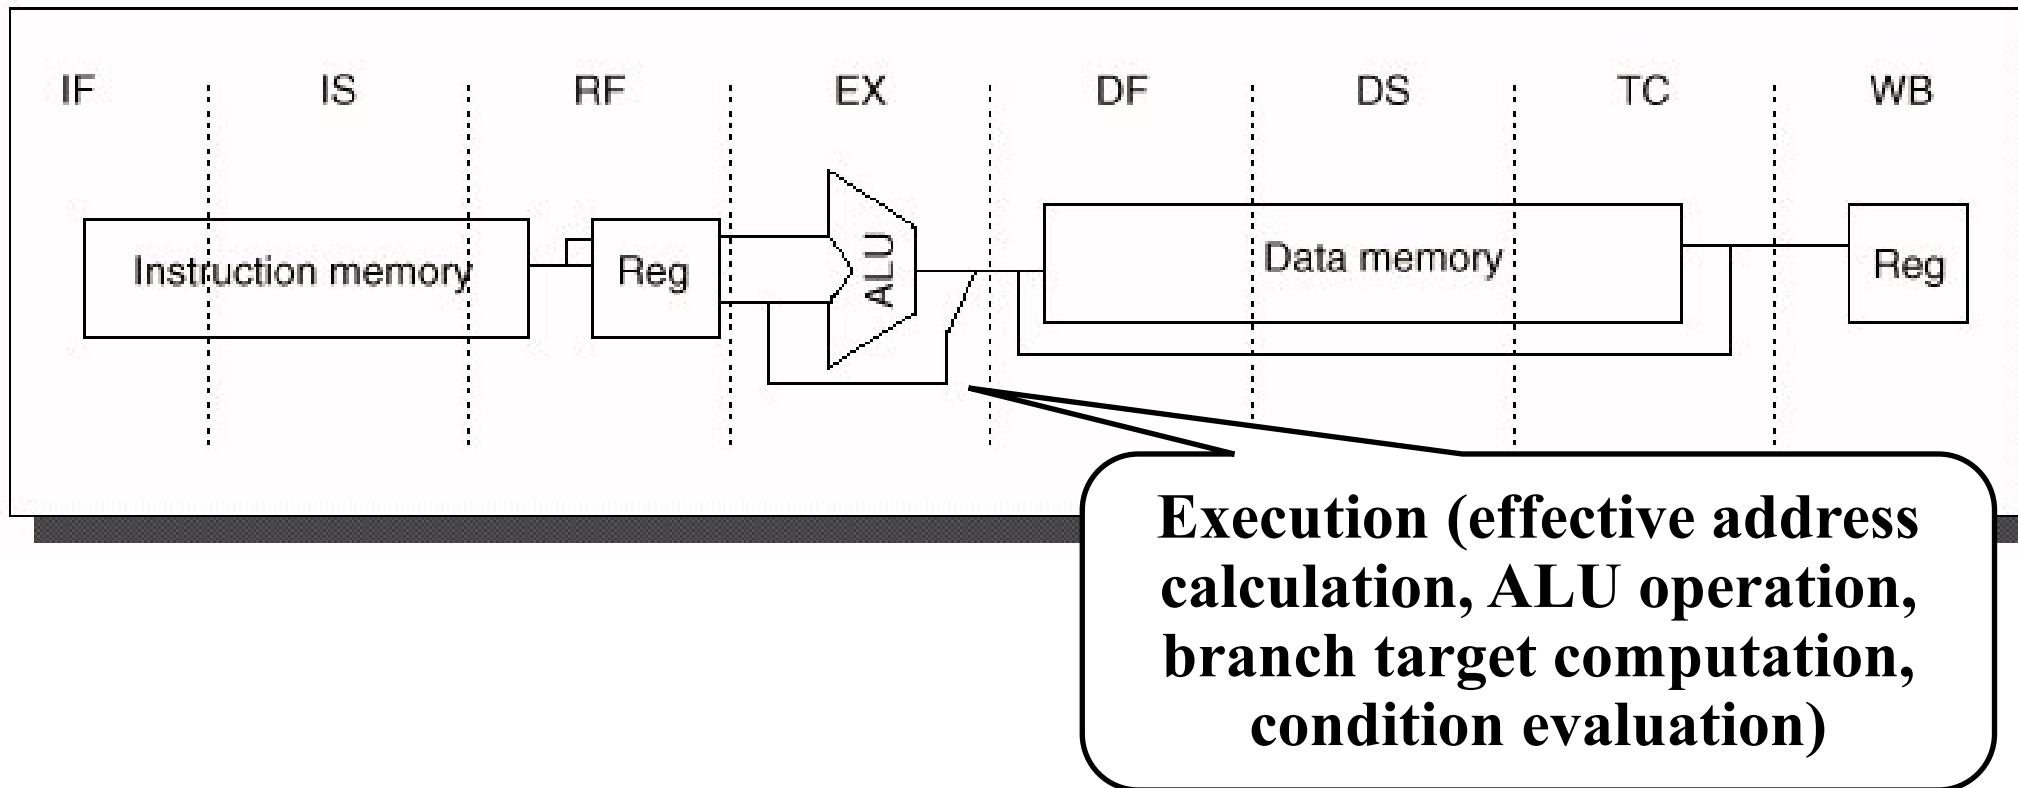 IF IS RF EX DF DS TC WB
Instruction memory Reg ALU Data memory Reg
Execution (effective address
calculation, ALU operation,
branch target computation,
condition evaluation)